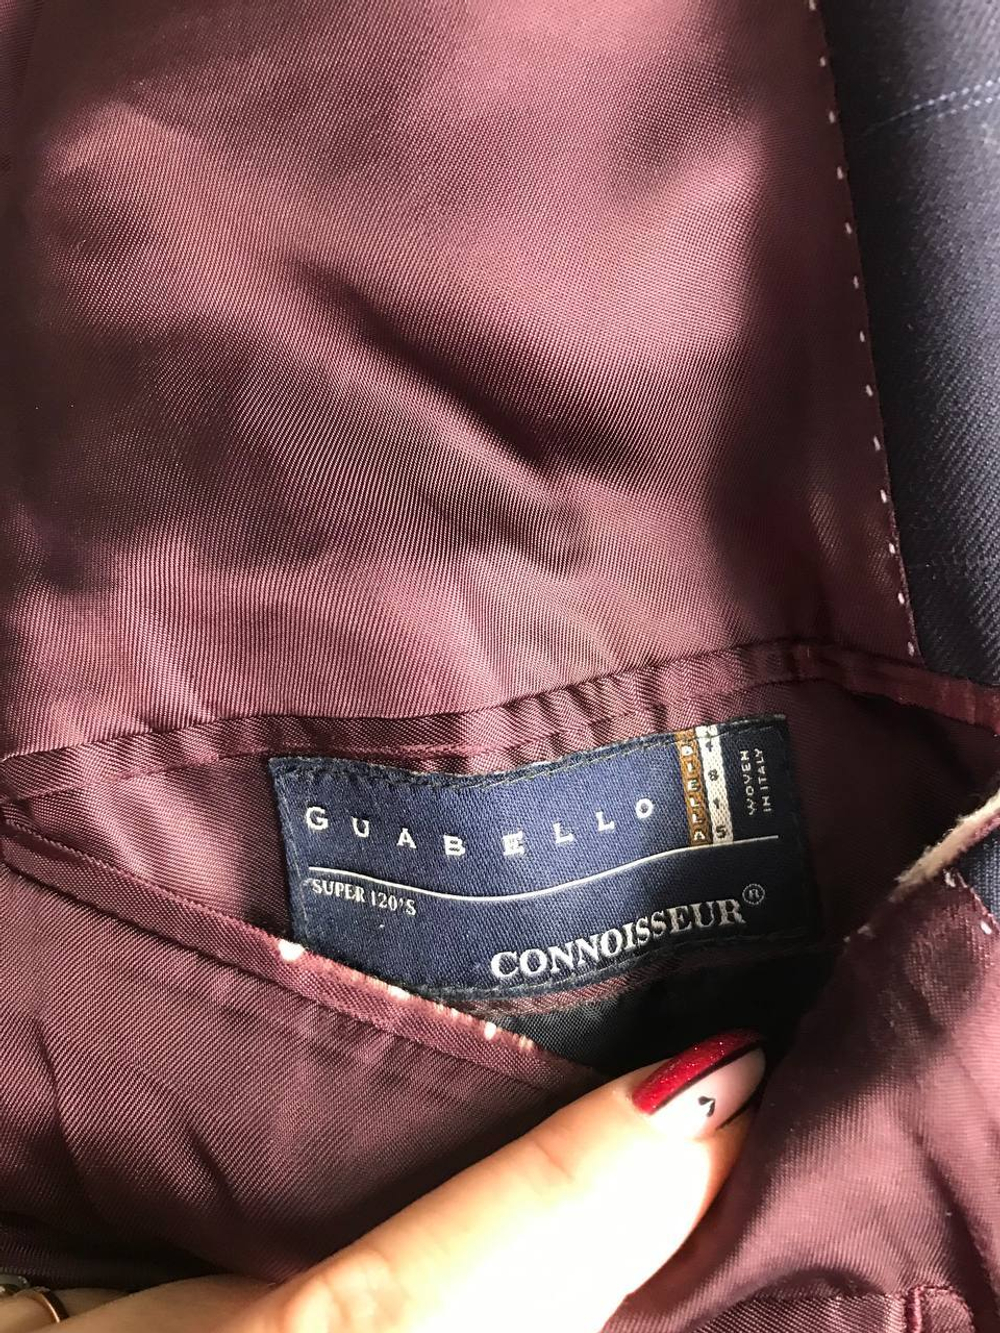 GUABELLO
BIELLA
1815
WOVEN
IN ITALY
SUPER 120'S
CONNOISSEUR®